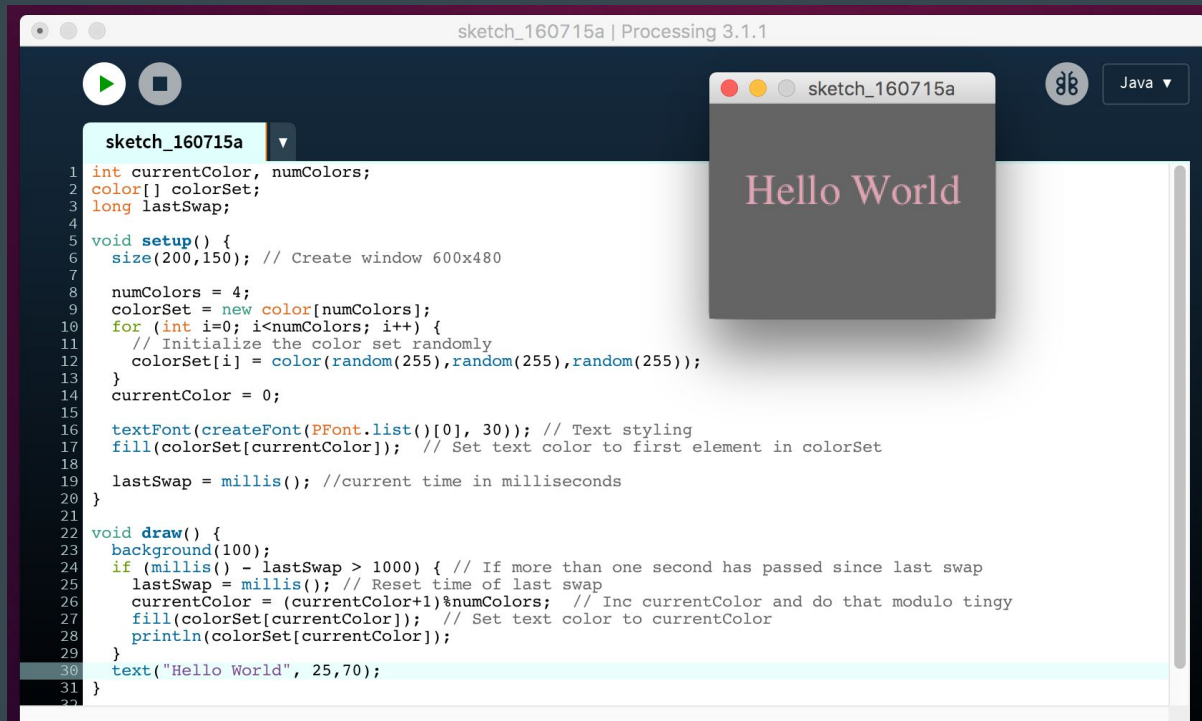 sketch_160715a | Processing 3.1.1
Java ▼
sketch_160715a
sketch_160715a ▼
Hello World
1 int currentColor, numColors;
2 color[] colorSet;
3 long lastSwap;
4
5 void setup() {
6   size(200,150); // Create window 600x480
7
8   numColors = 4;
9   colorSet = new color[numColors];
10   for (int i=0; i<numColors; i++) {
11     // Initialize the color set randomly
12     colorSet[i] = color(random(255),random(255),random(255));
13   }
14   currentColor = 0;
15
16   textFont(createFont(PFont.list()[0], 30)); // Text styling
17   fill(colorSet[currentColor]);  // Set text color to first element in colorSet
18
19   lastSwap = millis(); //current time in milliseconds
20 }
21
22 void draw() {
23   background(100);
24   if (millis() - lastSwap > 1000) { // If more than one second has passed since last swap
25     lastSwap = millis(); // Reset time of last swap
26     currentColor = (currentColor+1)%numColors;  // Inc currentColor and do that modulo tingy
27     fill(colorSet[currentColor]);  // Set text color to currentColor
28     println(colorSet[currentColor]);
29   }
30   text("Hello World", 25,70);
31 }
32